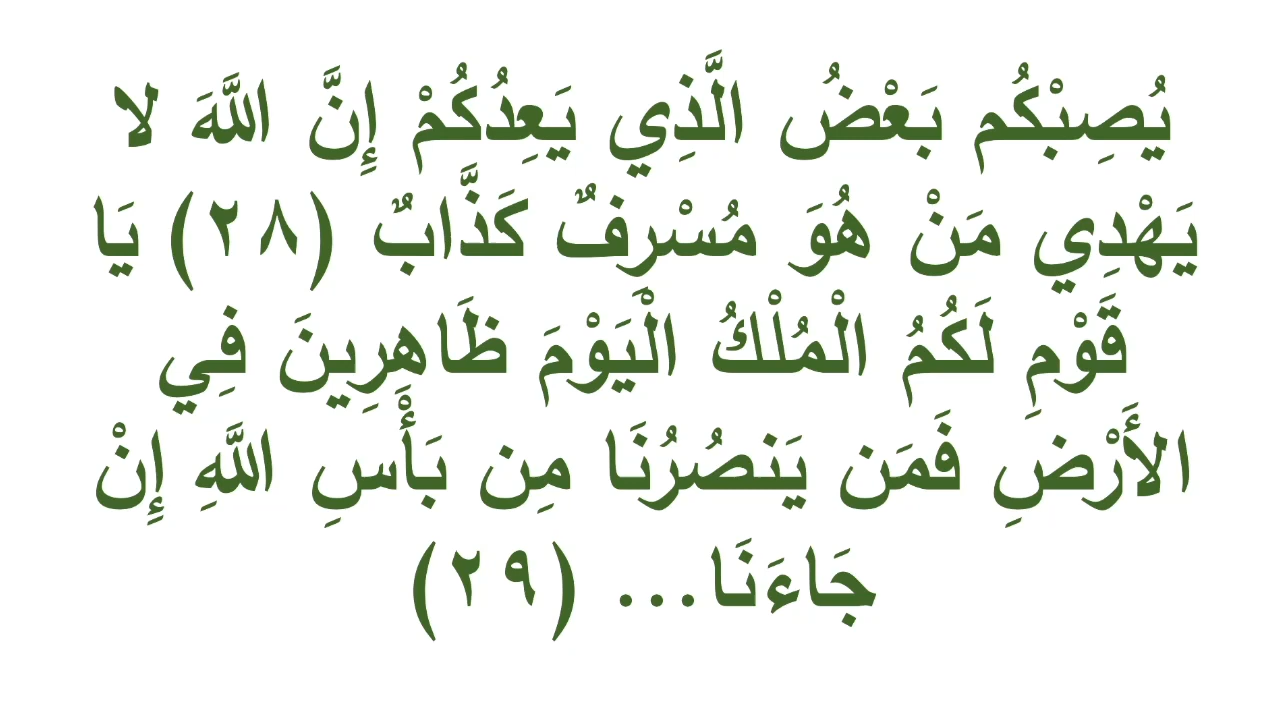 يُصِبْكُم بَعْضُ الَّذِي يَعِدُكُمْ إِنَّ اللَّهَ لا
يَهْدِي مَنْ هُوَ مُسْرِفٌ كَذَّابٌ (٢٨) يَا
قَوْمِ لَكُمُ الْمُلْكُ الْيَوْمَ ظَاهِرِينَ فِي
الأَرْضِ فَمَن يَنصُرُنَا مِن بَأْسِ اللَّهِ إِنْ
جَاءَنَا... (٢٩)